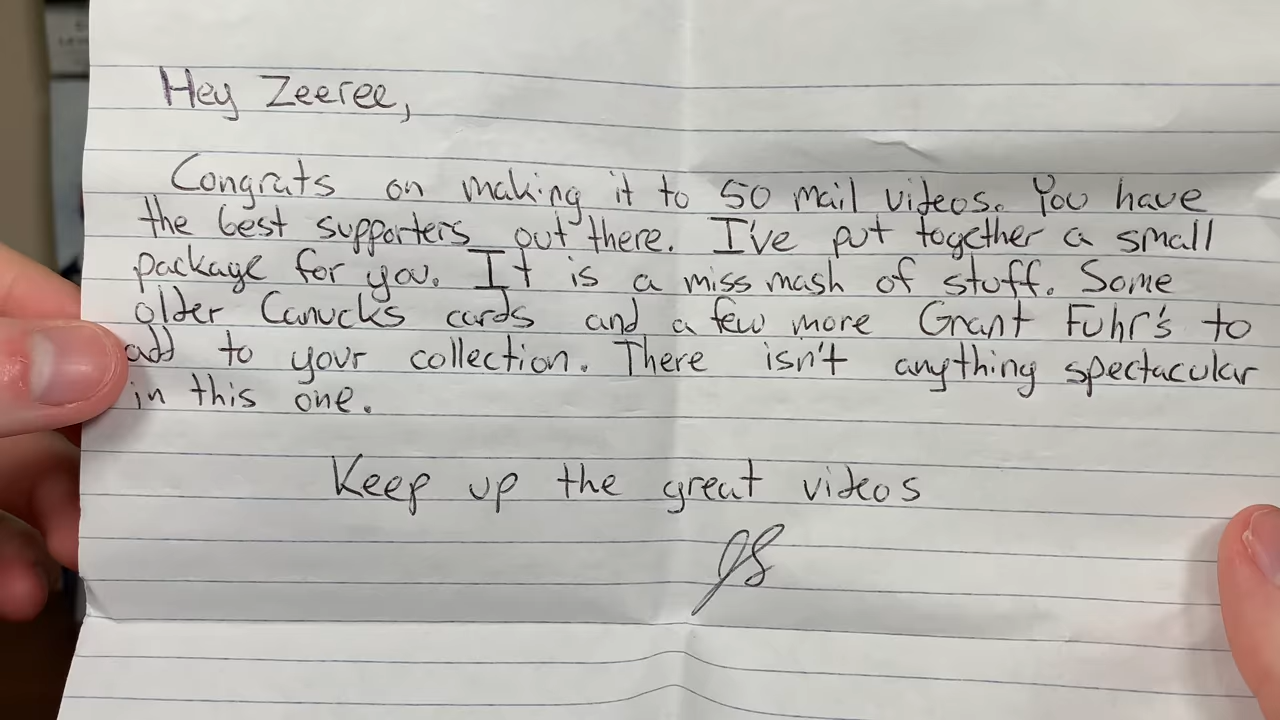 Hey Zeeree,
Congrats on making it to 50 mail videos. You have
the best supporters out there. I've put together a small
package for you. It is a miss mash of stuff. Some
older Canucks cards and a few more Grant Fuhr's to
add to your collection. There isn't anything spectacular
in this one.
Keep up the great videos
JS